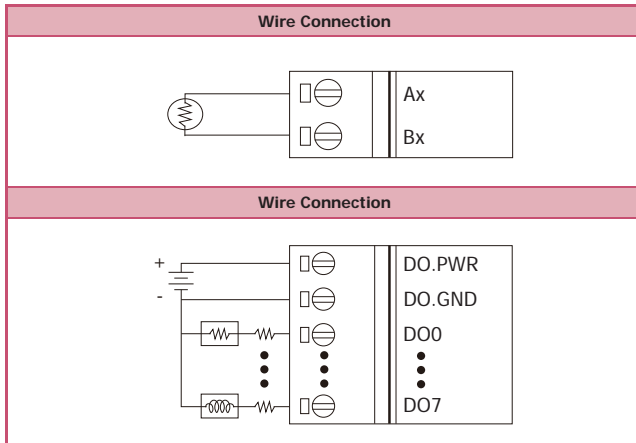 Wire Connection
Ax
Bx
Wire Connection
+
DO.PWR
-
DO.GND
DO0
DO7